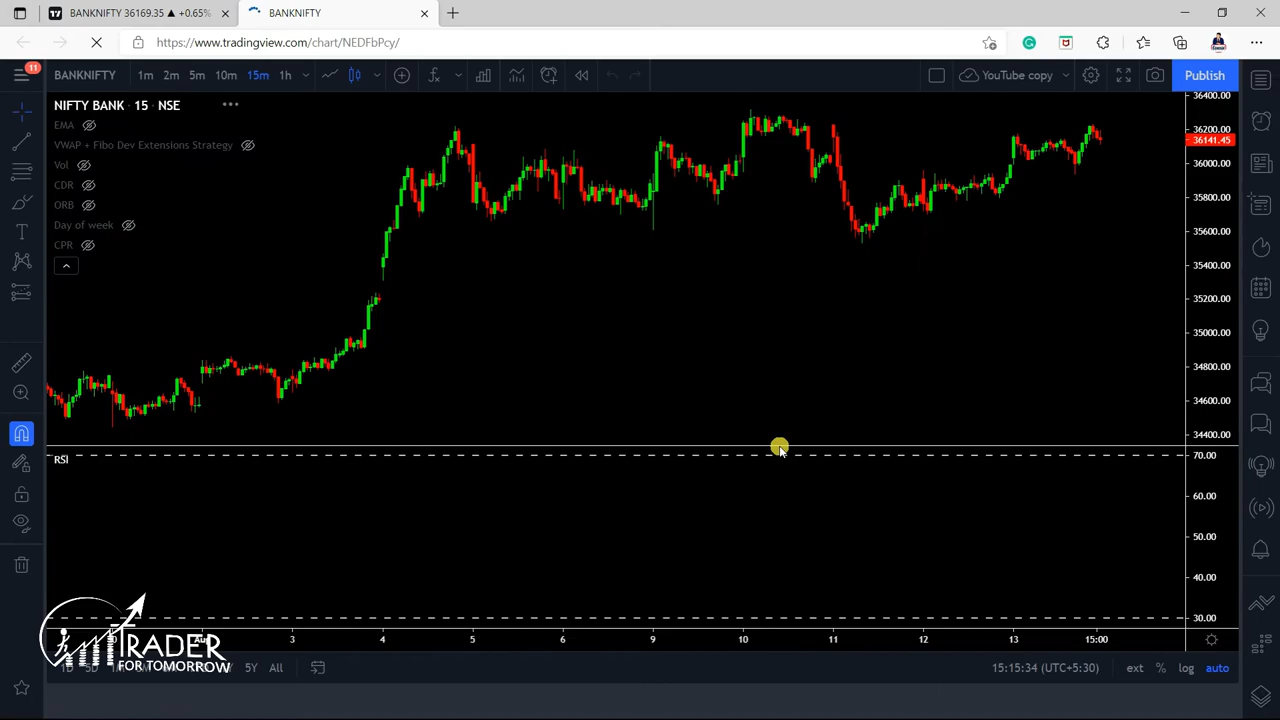 BANKNIFTY 36169.35 ▲ +0.65%
BANKNIFTY
https://www.tradingview.com/chart/NEDFbPcy/
11
BANKNIFTY 1m 2m 5m 10m 15m 1h
YouTube copy
Publish
NIFTY BANK · 15 · NSE
EMA
VWAP + Fibo Dev Extensions Strategy
Vol
CDR
ORB
Day of week
CPR
36400.00
36200.00
36141.45
36000.00
35800.00
35600.00
35400.00
35200.00
35000.00
34800.00
34600.00
34400.00
RSI
70.00
60.00
50.00
40.00
30.00
3 4 5 6 9 10 11 12 13 15:00
TRADER
FOR TOMORROW
5Y All
15:15:34 (UTC+5:30) ext % log auto